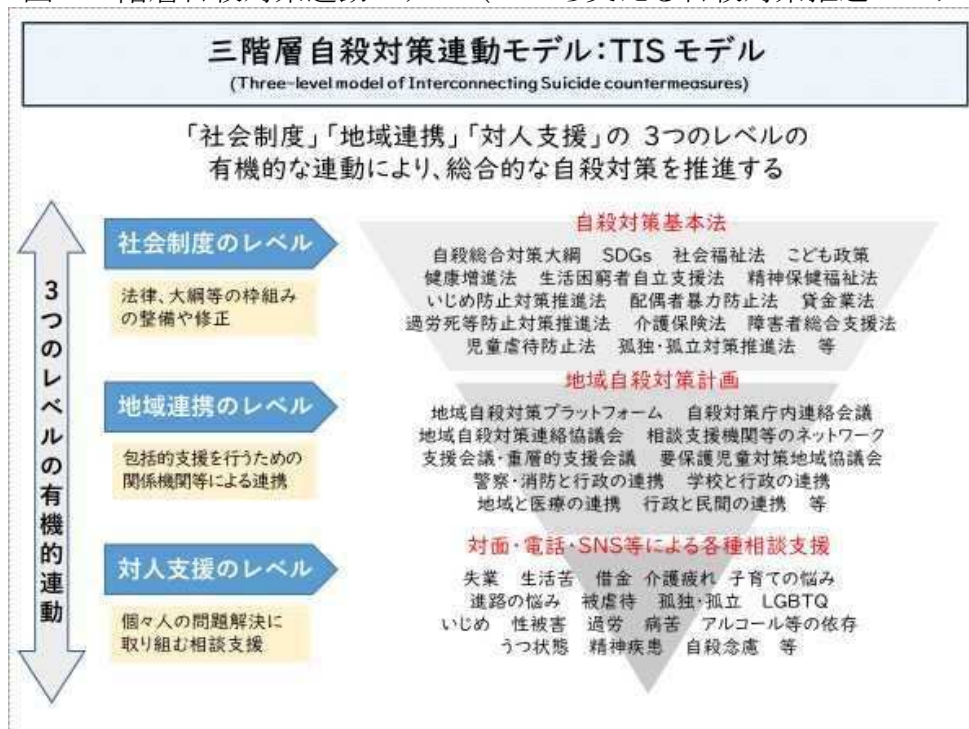 三階層自殺対策連動モデル:TISモデル
(Three-level model of Interconnecting Suicide countermeasures)
「社会制度」「地域連携」「対人支援」の 3つのレベルの
有機的な連動により、総合的な自殺対策を推進する
3つのレベルの有機的連動
社会制度のレベル
法律、大綱等の枠組み
の整備や修正
自殺対策基本法
自殺総合対策大綱 SDGs 社会福祉法 こども政策
健康増進法 生活困窮者自立支援法 精神保健福祉法
いじめ防止対策推進法 配偶者暴力防止法 貸金業法
過労死等防止対策推進法 介護保険法 障害者総合支援法
児童虐待防止法 孤独・孤立対策推進法 等
地域連携のレベル
包括的支援を行うための
関係機関等による連携
地域自殺対策計画
地域自殺対策プラットフォーム 自殺対策庁内連絡会議
地域自殺対策連絡協議会 相談支援機関等のネットワーク
支援会議・重層的支援会議 要保護児童対策地域協議会
警察・消防と行政の連携 学校と行政の連携
地域と医療の連携 行政と民間の連携 等
対人支援のレベル
個々人の問題解決に
取り組む相談支援
対面・電話・SNS等による各種相談支援
失業 生活苦 借金 介護疲れ 子育ての悩み
進路の悩み 被虐待 孤独・孤立 LGBTQ
いじめ 性被害 過労 病苦 アルコール等の依存
うつ状態 精神疾患 自殺念慮 等